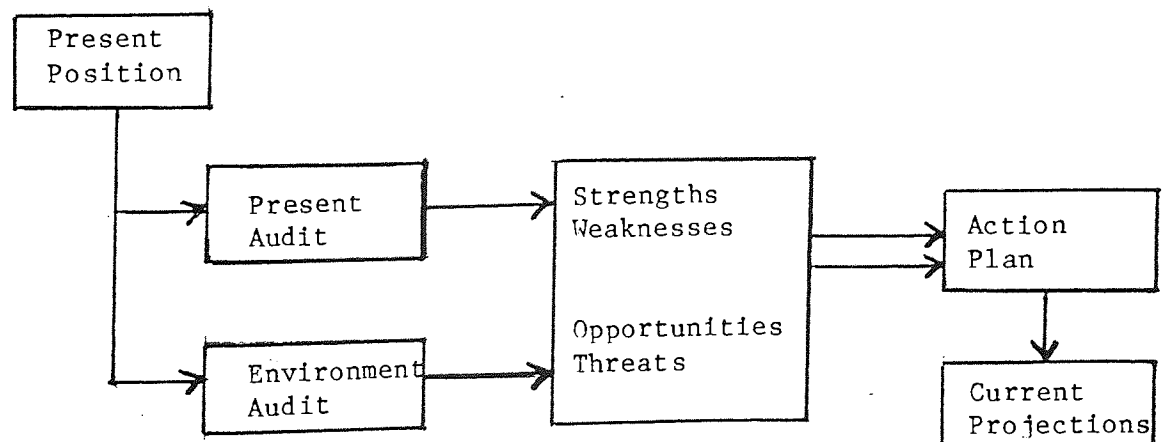 Present
Position
Present
Audit
Environment
Audit
Strengths
Weaknesses
Opportunities
Threats
Action
Plan
Current
Projections